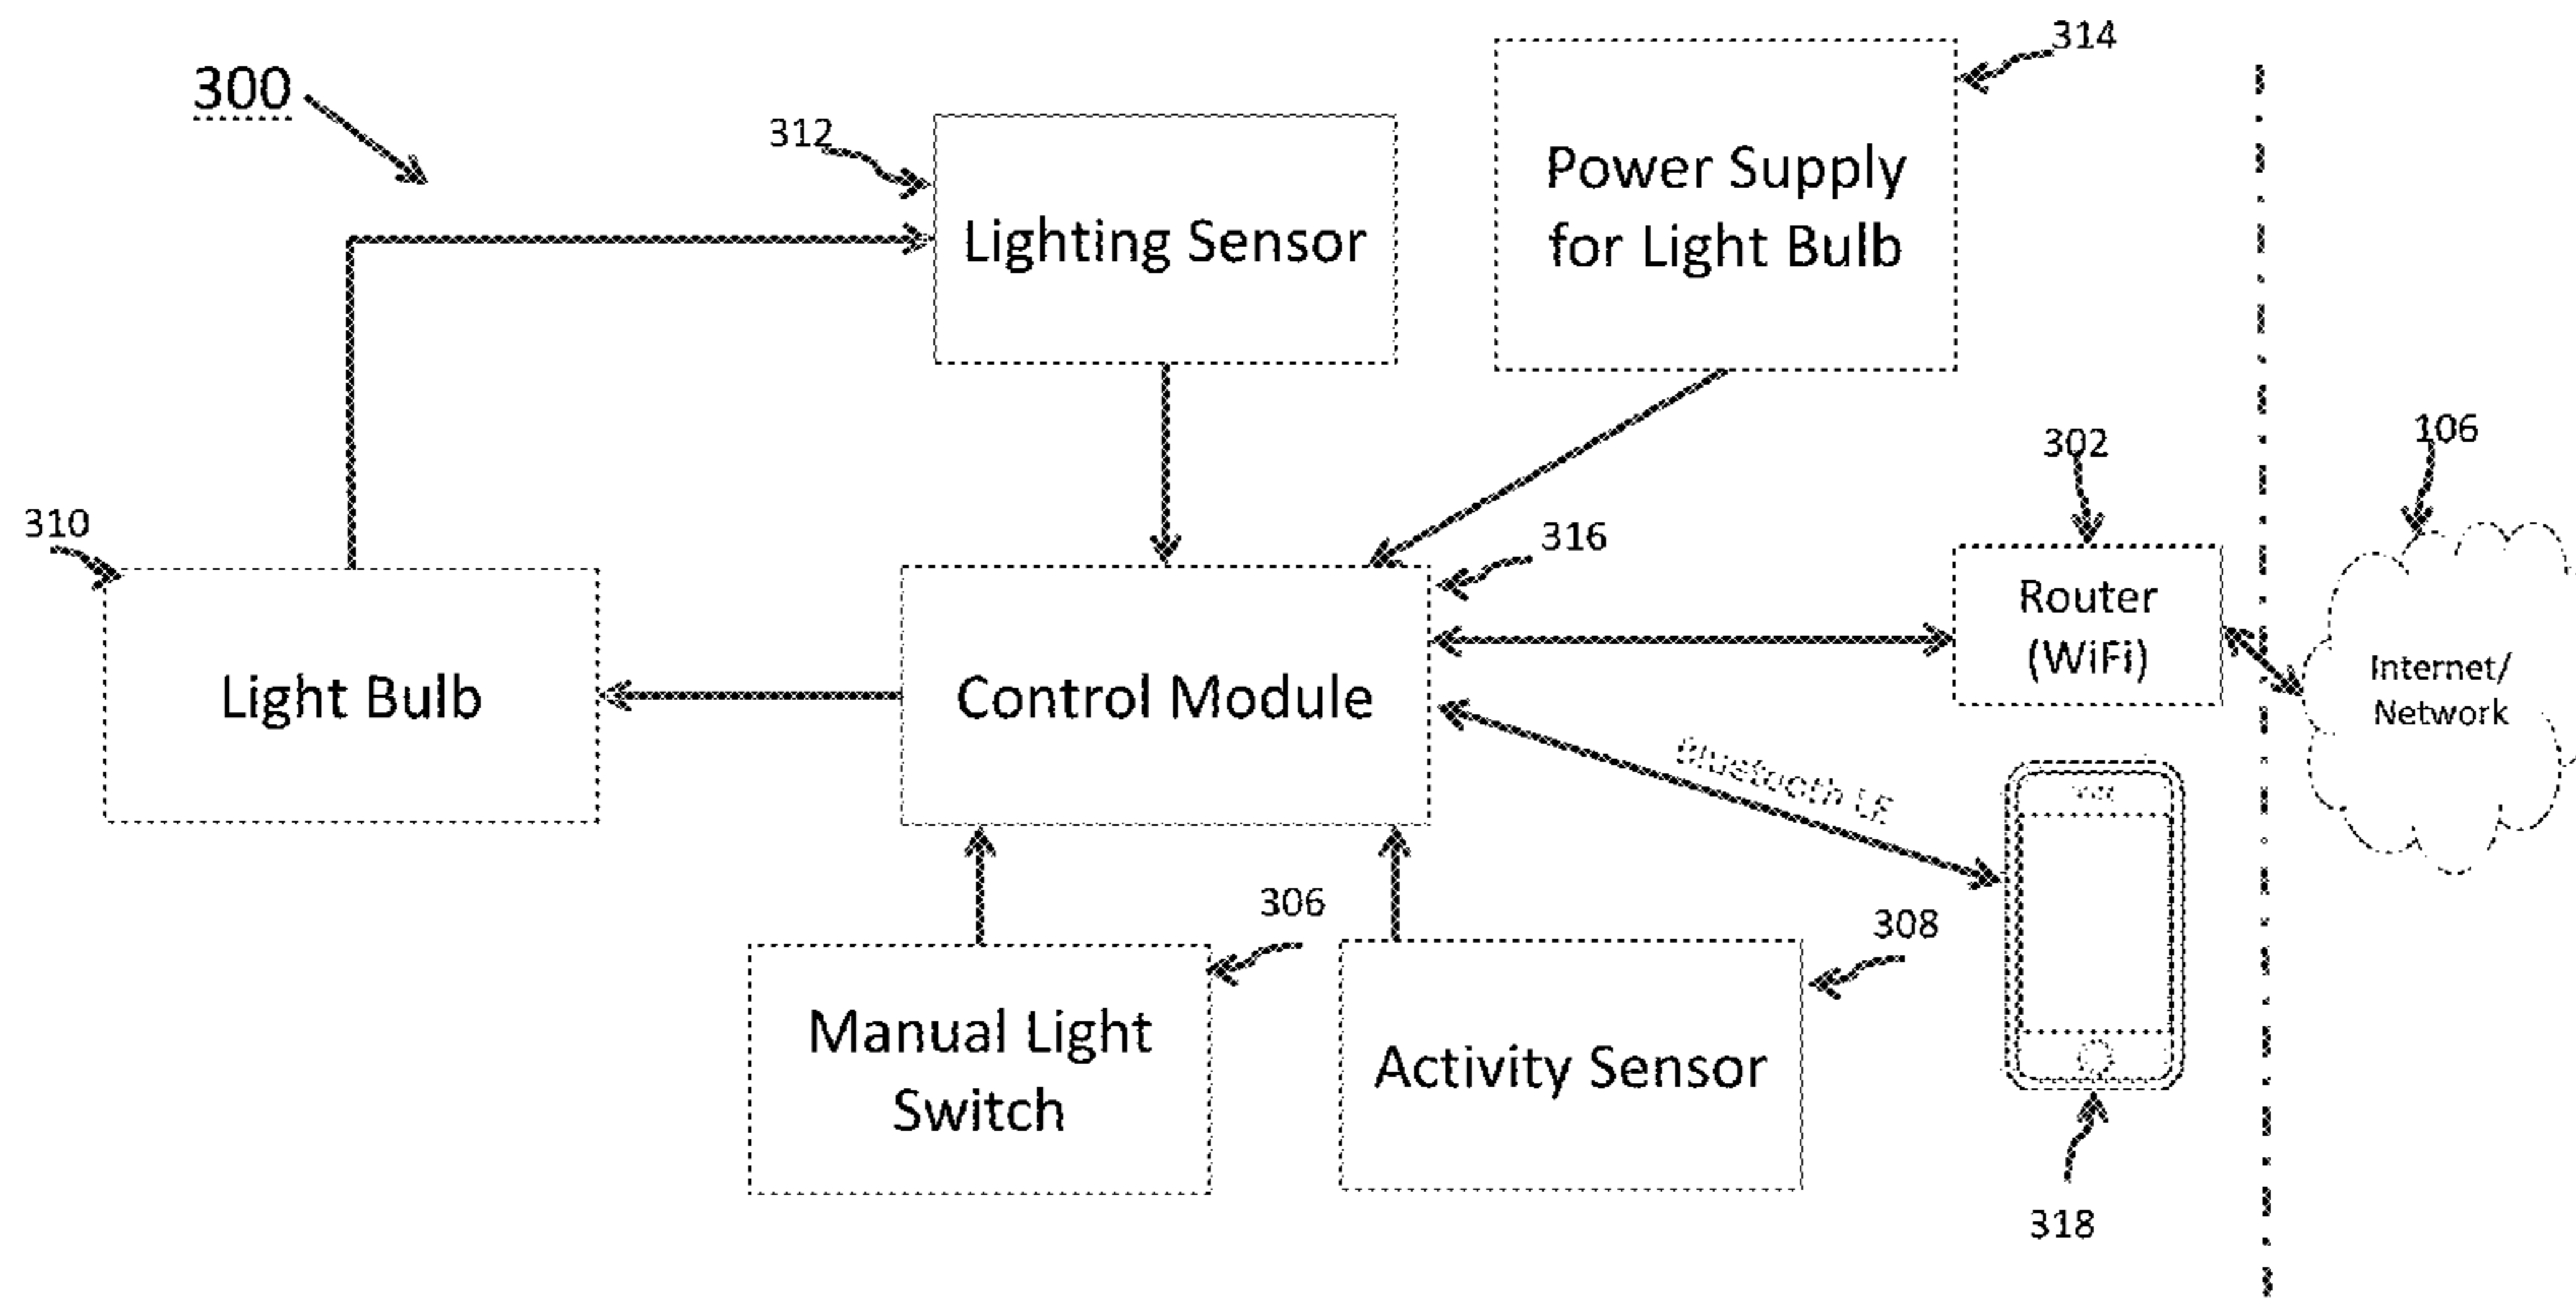 314
300
312
Power Supply
for Light Bulb
Lighting Sensor
106
302
310
316
Router
(WiFi)
Internet/
Network
Light Bulb
Control Module
Bluetooth LE
306
308
Manual Light
Switch
Activity Sensor
318